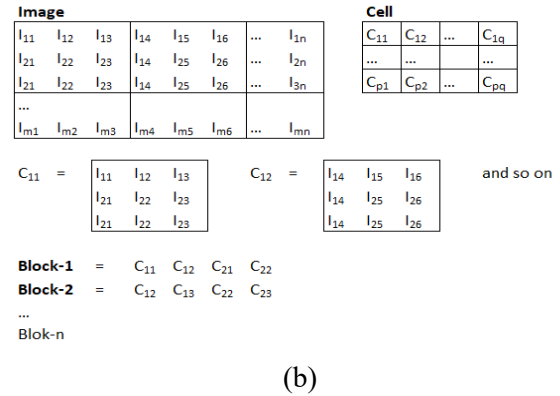 Image Cell
I11 I12 I13 I14 I15 I16 ... I1n C11 C12 ... C1q
I21 I22 I23 I14 I25 I26 ... I2n ... ... ...
I21 I22 I23 I14 I25 I26 ... I3n Cp1 Cp2 ... Cpq
...
Im1 Im2 Im3 Im4 Im5 Im6 ... Imn
C11 = I11 I12 I13 C12 = I14 I15 I16 and so on
I21 I22 I23 I14 I25 I26
I21 I22 I23 I14 I25 I26
Block-1 = C11 C12 C21 C22
Block-2 = C12 C13 C22 C23
...
Blok-n
(b)